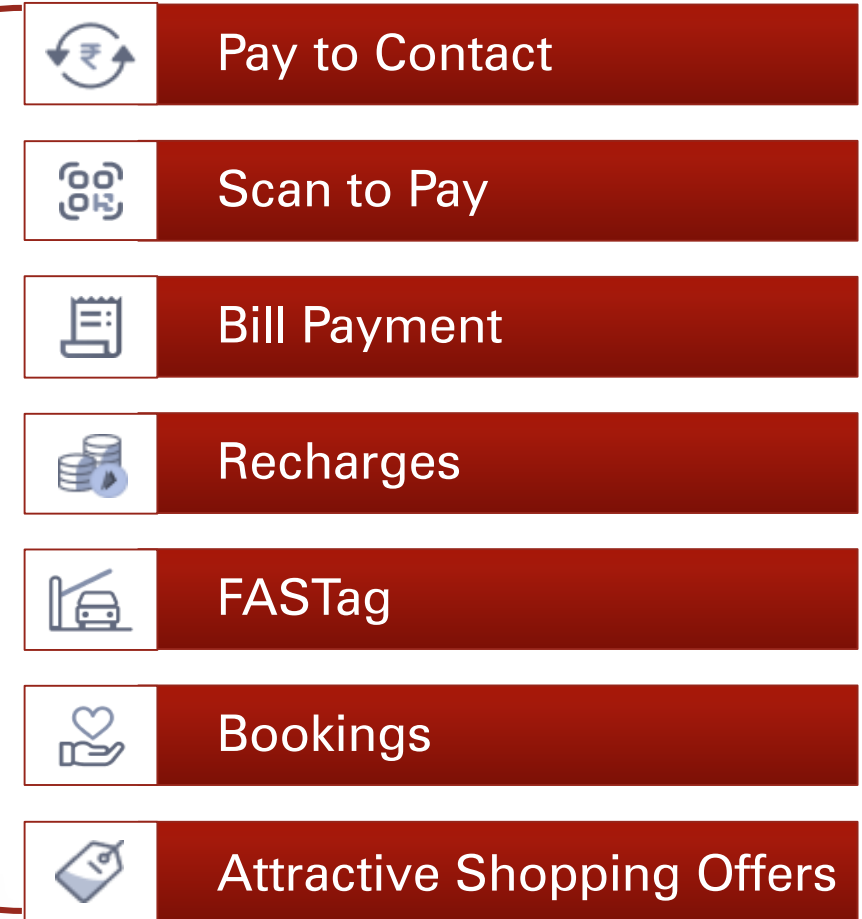 Pay to Contact
Scan to Pay
Bill Payment
Recharges
FASTag
Bookings
Attractive Shopping Offers